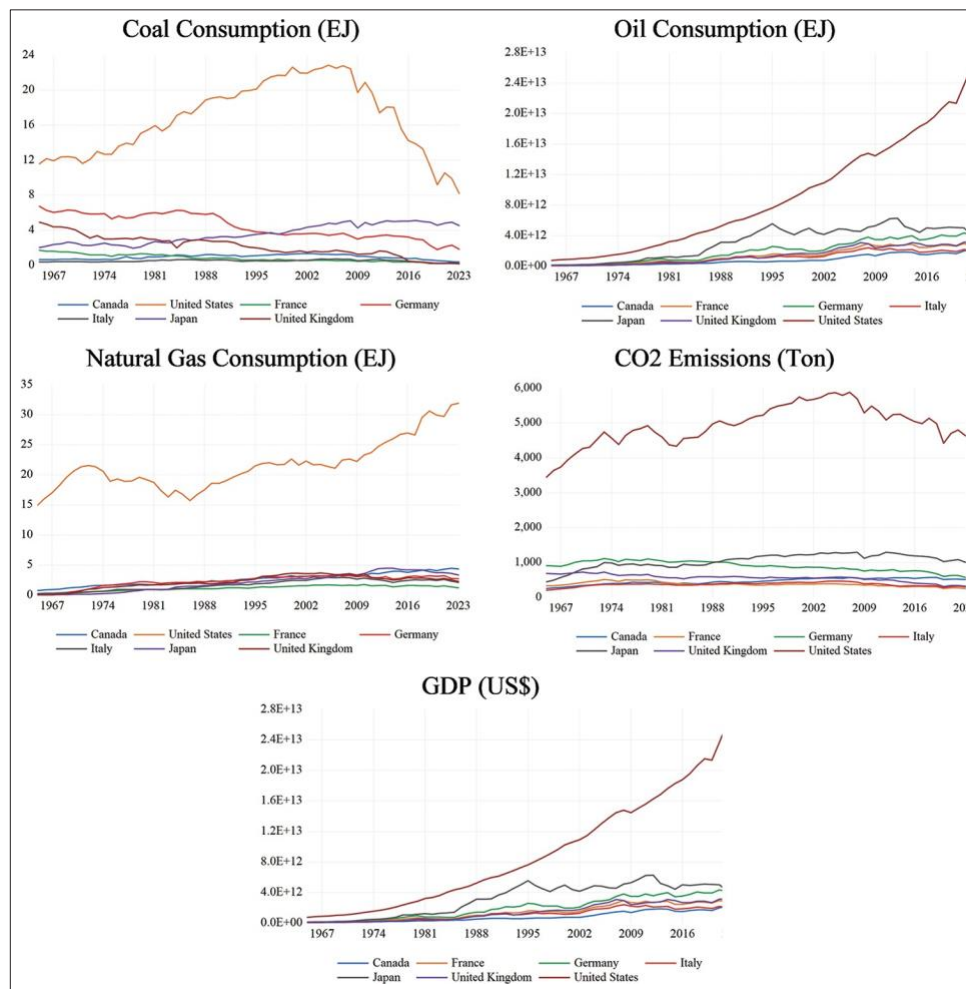 Coal Consumption (EJ)
24
20
16
12
8
4
0
1967 1974 1981 1988 1995 2002 2009 2016 2023
Canada United States France Germany
Italy Japan United Kingdom
Oil Consumption (EJ)
2.8E+13
2.4E+13
2.0E+13
1.6E+13
1.2E+13
8.0E+12
4.0E+12
0.0E+00
1967 1974 1981 1988 1995 2002 2009 2016
Canada France Germany Italy
Japan United Kingdom United States
Natural Gas Consumption (EJ)
35
30
25
20
15
10
5
0
1967 1974 1981 1988 1995 2002 2009 2016 2023
Canada United States France Germany
Italy Japan United Kingdom
CO2 Emissions (Ton)
6,000
5,000
4,000
3,000
2,000
1,000
0
1967 1974 1981 1988 1995 2002 2009 2016 20
Canada France Germany Italy
Japan United Kingdom United States
GDP (US$)
2.8E+13
2.4E+13
2.0E+13
1.6E+13
1.2E+13
8.0E+12
4.0E+12
0.0E+00
1967 1974 1981 1988 1995 2002 2009 2016
Canada France Germany Italy
Japan United Kingdom United States